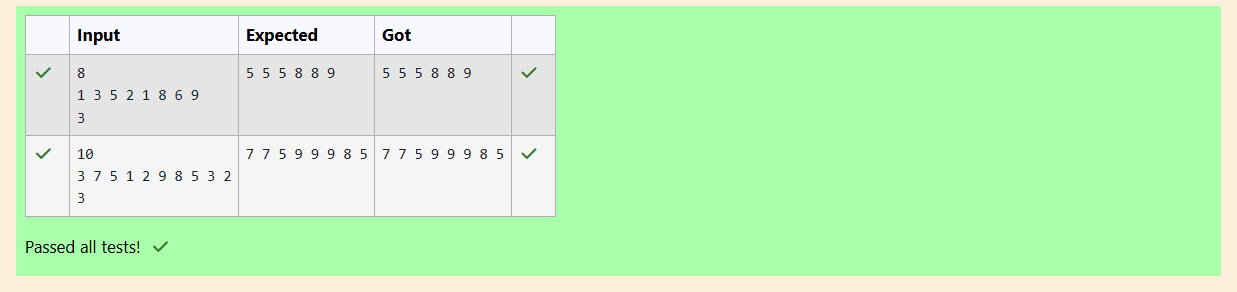 Input Expected Got
8 5 5 5 8 8 9 5 5 5 8 8 9
1 3 5 2 1 8 6 9
3
10 7 7 5 9 9 9 8 5 7 7 5 9 9 9 8 5
3 7 5 1 2 9 8 5 3 2
3
Passed all tests!